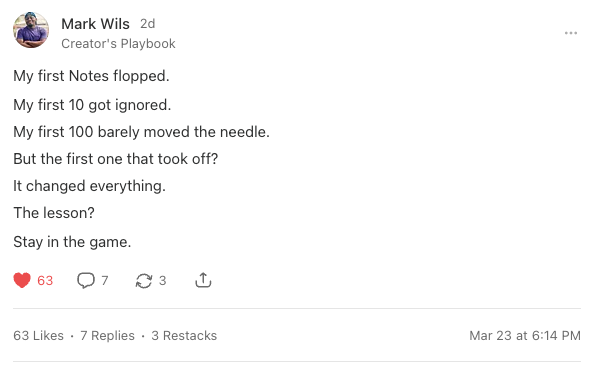 Mark Wils 2d
Creator's Playbook
My first Notes flopped.
My first 10 got ignored.
My first 100 barely moved the needle.
But the first one that took off?
It changed everything.
The lesson?
Stay in the game.
63 7 3
63 Likes · 7 Replies · 3 Restacks Mar 23 at 6:14 PM